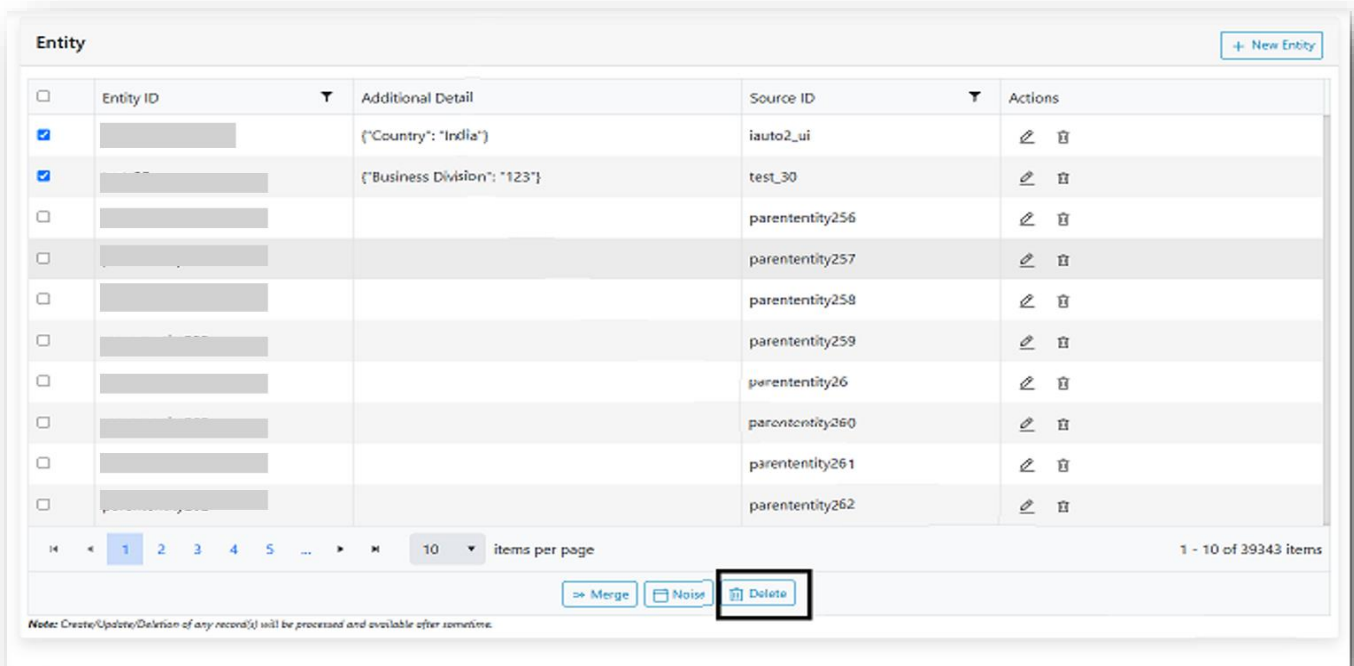 Entity
+ New Entity
Entity ID Additional Detail Source ID Actions
{"Country": "India"} iauto2_ui
{"Business Division": "123"} test_30
parententity256
parententity257
parententity258
parententity259
parententity26
parententity260
parententity261
parententity262
1 2 3 4 5 ... 10 items per page 1 - 10 of 39343 items
Merge Noise Delete
Note: Create/Update/Deletion of any record(s) will be processed and available after sometime.